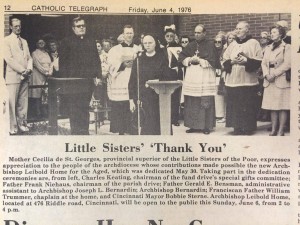 12
CATHOLIC TELEGRAPH
Friday, June 4, 1976
Little Sisters' 'Thank You'
Mother Cecilia de St. Georges, provincial superior of the Little Sisters of the Poor, expresses
appreciation to the people of the archdiocese whose contributions made possible the new Arch-
bishop Leibold Home for the Aged, which was dedicated May 30. Taking part in the dedication
ceremonies are, from left, Charles Keating, chairman of the fund drive's special gifts committee;
Father Frank Niehaus, chairman of the parish drive; Father Gerald E. Bensman, administrative
assistant to Archbishop Joseph L. Bernardin; Archbishop Bernardin; Franciscan Father William
Trummer, chaplain at the home, and Cincinnati Mayor Bobbie Sterne. Archbishop Leibold Home,
located at 476 Riddle road, Cincinnati, will be open to the public this Sunday, June 6, from 2 to
4 p.m.